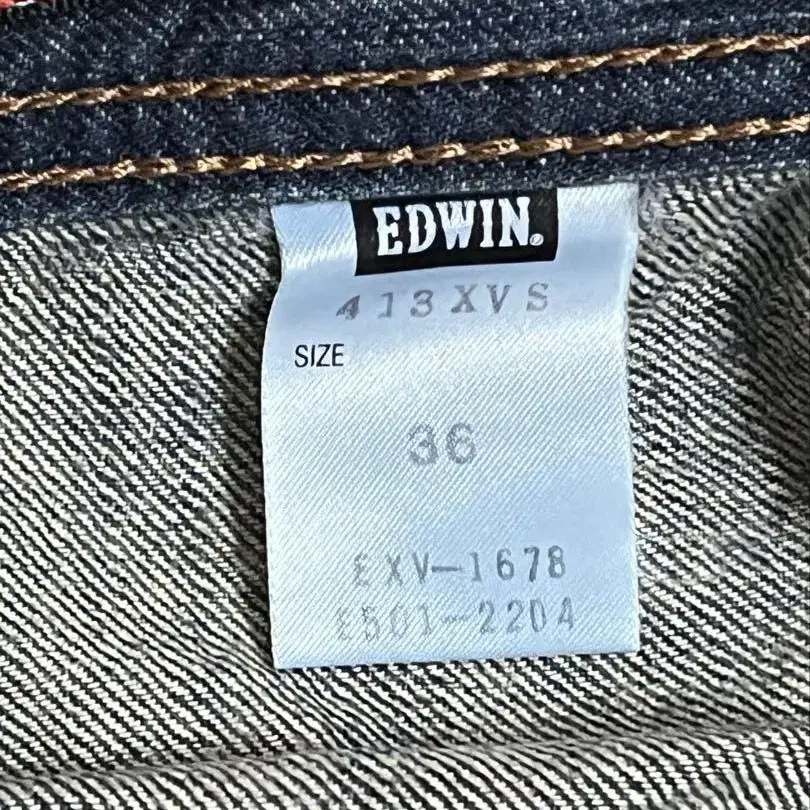 EDWIN.
413XVS
SIZE
36
EXV-1678
E501-2204